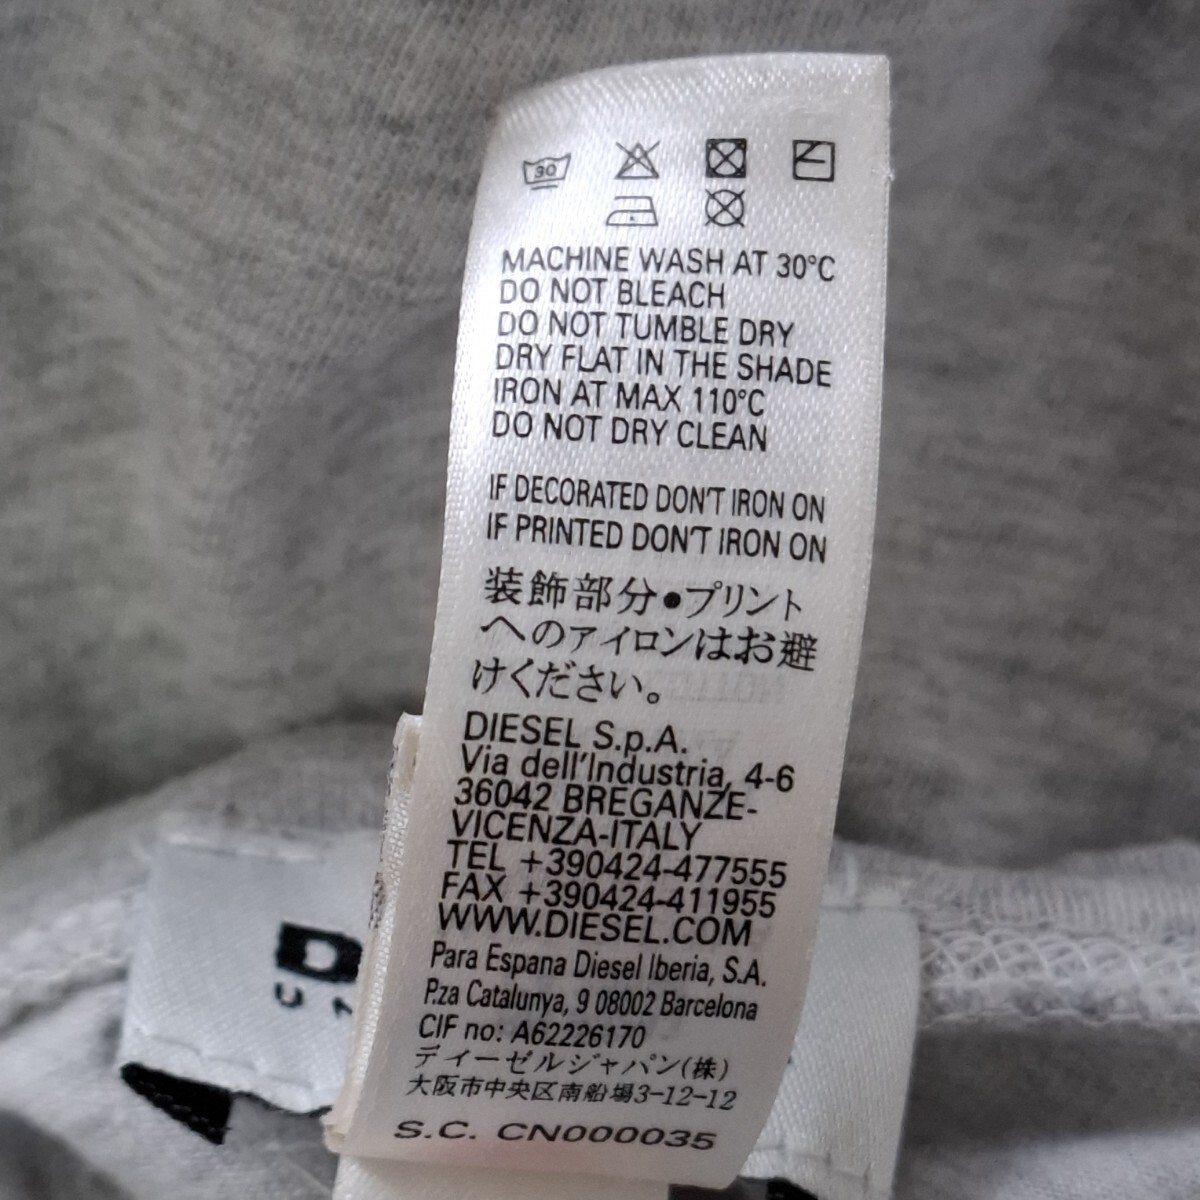 30
MACHINE WASH AT 30°C
DO NOT BLEACH
DO NOT TUMBLE DRY
DRY FLAT IN THE SHADE
IRON AT MAX 110°C
DO NOT DRY CLEAN
IF DECORATED DON'T IRON ON
IF PRINTED DON'T IRON ON
装飾部分●プリント
へのアイロンはお避
けください。
DIESEL S.p.A.
Via dell'Industria, 4-6
36042 BREGANZE-
VICENZA-ITALY
TEL +390424-477555
FAX +390424-411955
WWW.DIESEL.COM
Para Espana Diesel Iberia, S.A.
P.za Catalunya, 9 08002 Barcelona
CIF no: A62226170
ディーゼルジャパン(株)
大阪市中央区南船場3-12-12
S.C. CN000035